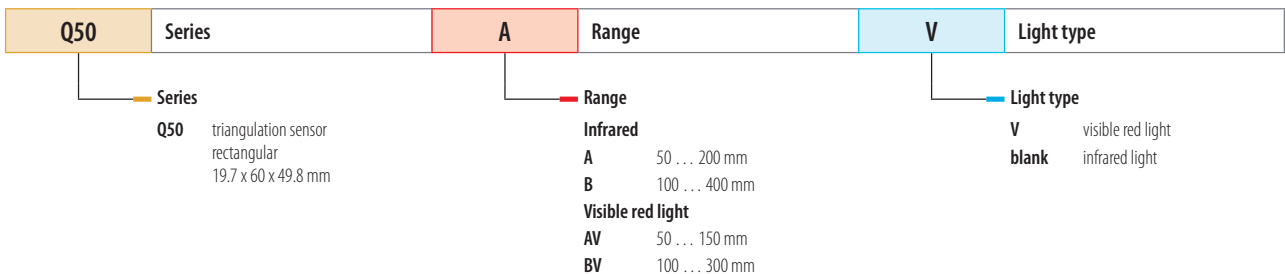 Q50 Series A Range V Light type
Series
Q50 triangulation sensor
rectangular
19.7 x 60 x 49.8 mm
Range
Infrared
A 50 . . . 200 mm
B 100 . . . 400 mm
Visible red light
AV 50 . . . 150 mm
BV 100 . . . 300 mm
Light type
V visible red light
blank infrared light